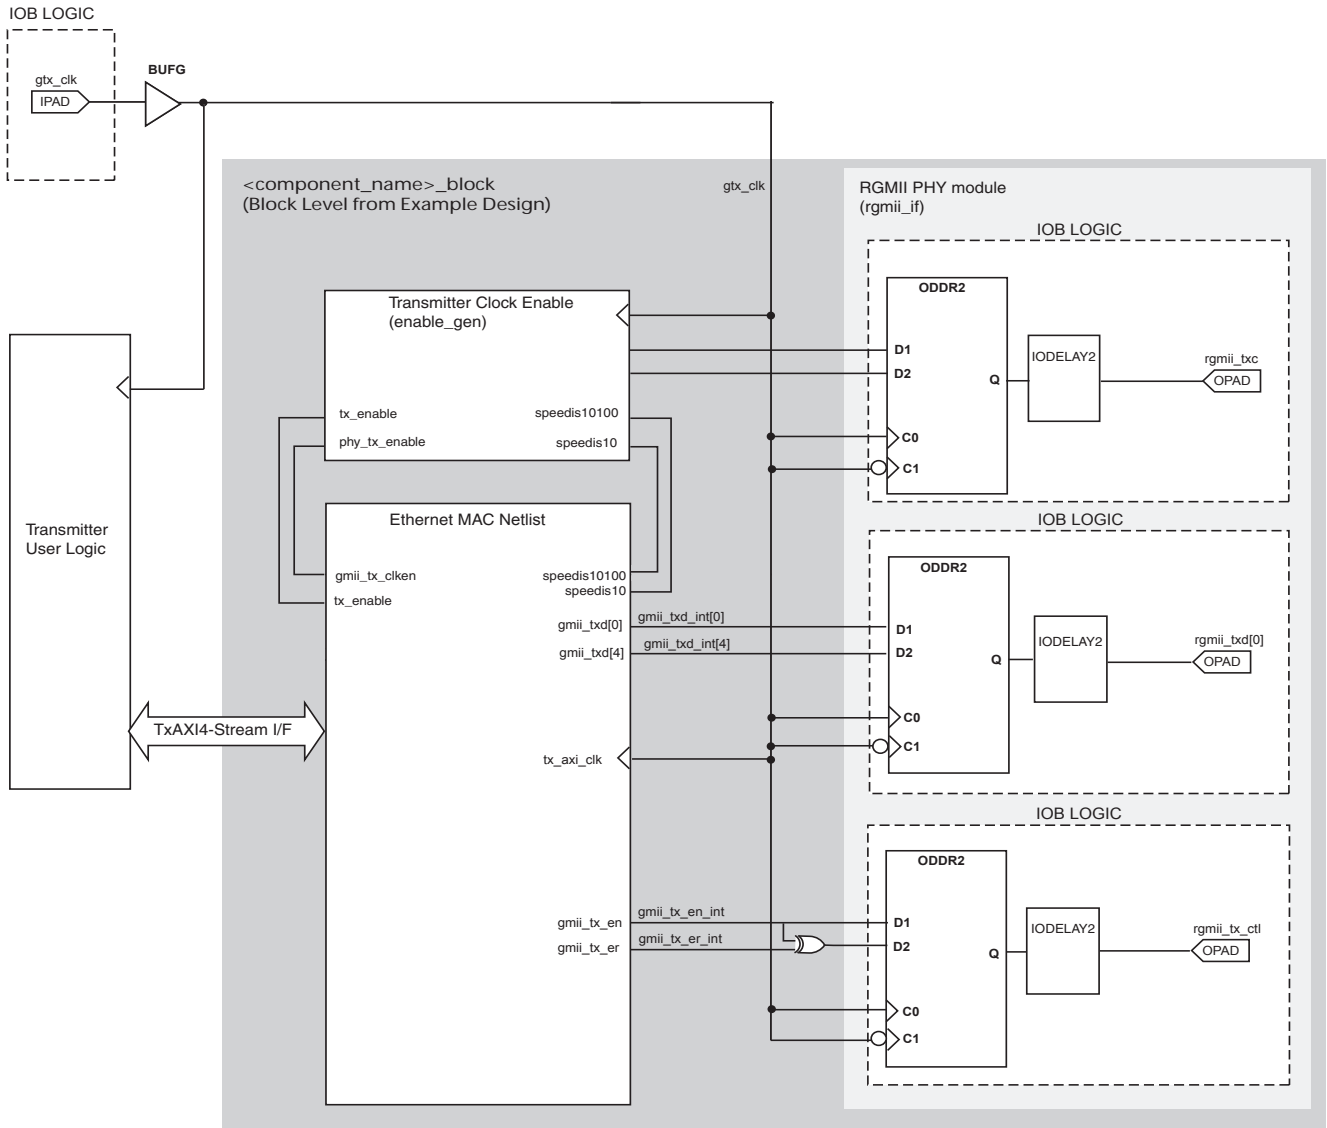 IOB LOGIC
gtx_clk
IPAD
BUFG
<component_name>_block
(Block Level from Example Design)
gtx_clk
RGMII PHY module
(rgmii_if)
IOB LOGIC
ODDR2
D1
D2
Q
C0
C1
IODELAY2
rgmii_txc
OPAD
Transmitter Clock Enable
(enable_gen)
tx_enable
phy_tx_enable
speedis10100
speedis10
Transmitter
User Logic
TxAXI4-Stream I/F
Ethernet MAC Netlist
gmii_tx_clken
tx_enable
speedis10100
speedis10
gmii_txd[0]
gmii_txd_int[0]
gmii_txd[4]
gmii_txd_int[4]
tx_axi_clk
gmii_tx_en
gmii_tx_en_int
gmii_tx_er
gmii_tx_er_int
IOB LOGIC
ODDR2
D1
D2
Q
C0
C1
IODELAY2
rgmii_txd[0]
OPAD
IOB LOGIC
ODDR2
D1
D2
Q
C0
C1
IODELAY2
rgmii_tx_ctl
OPAD